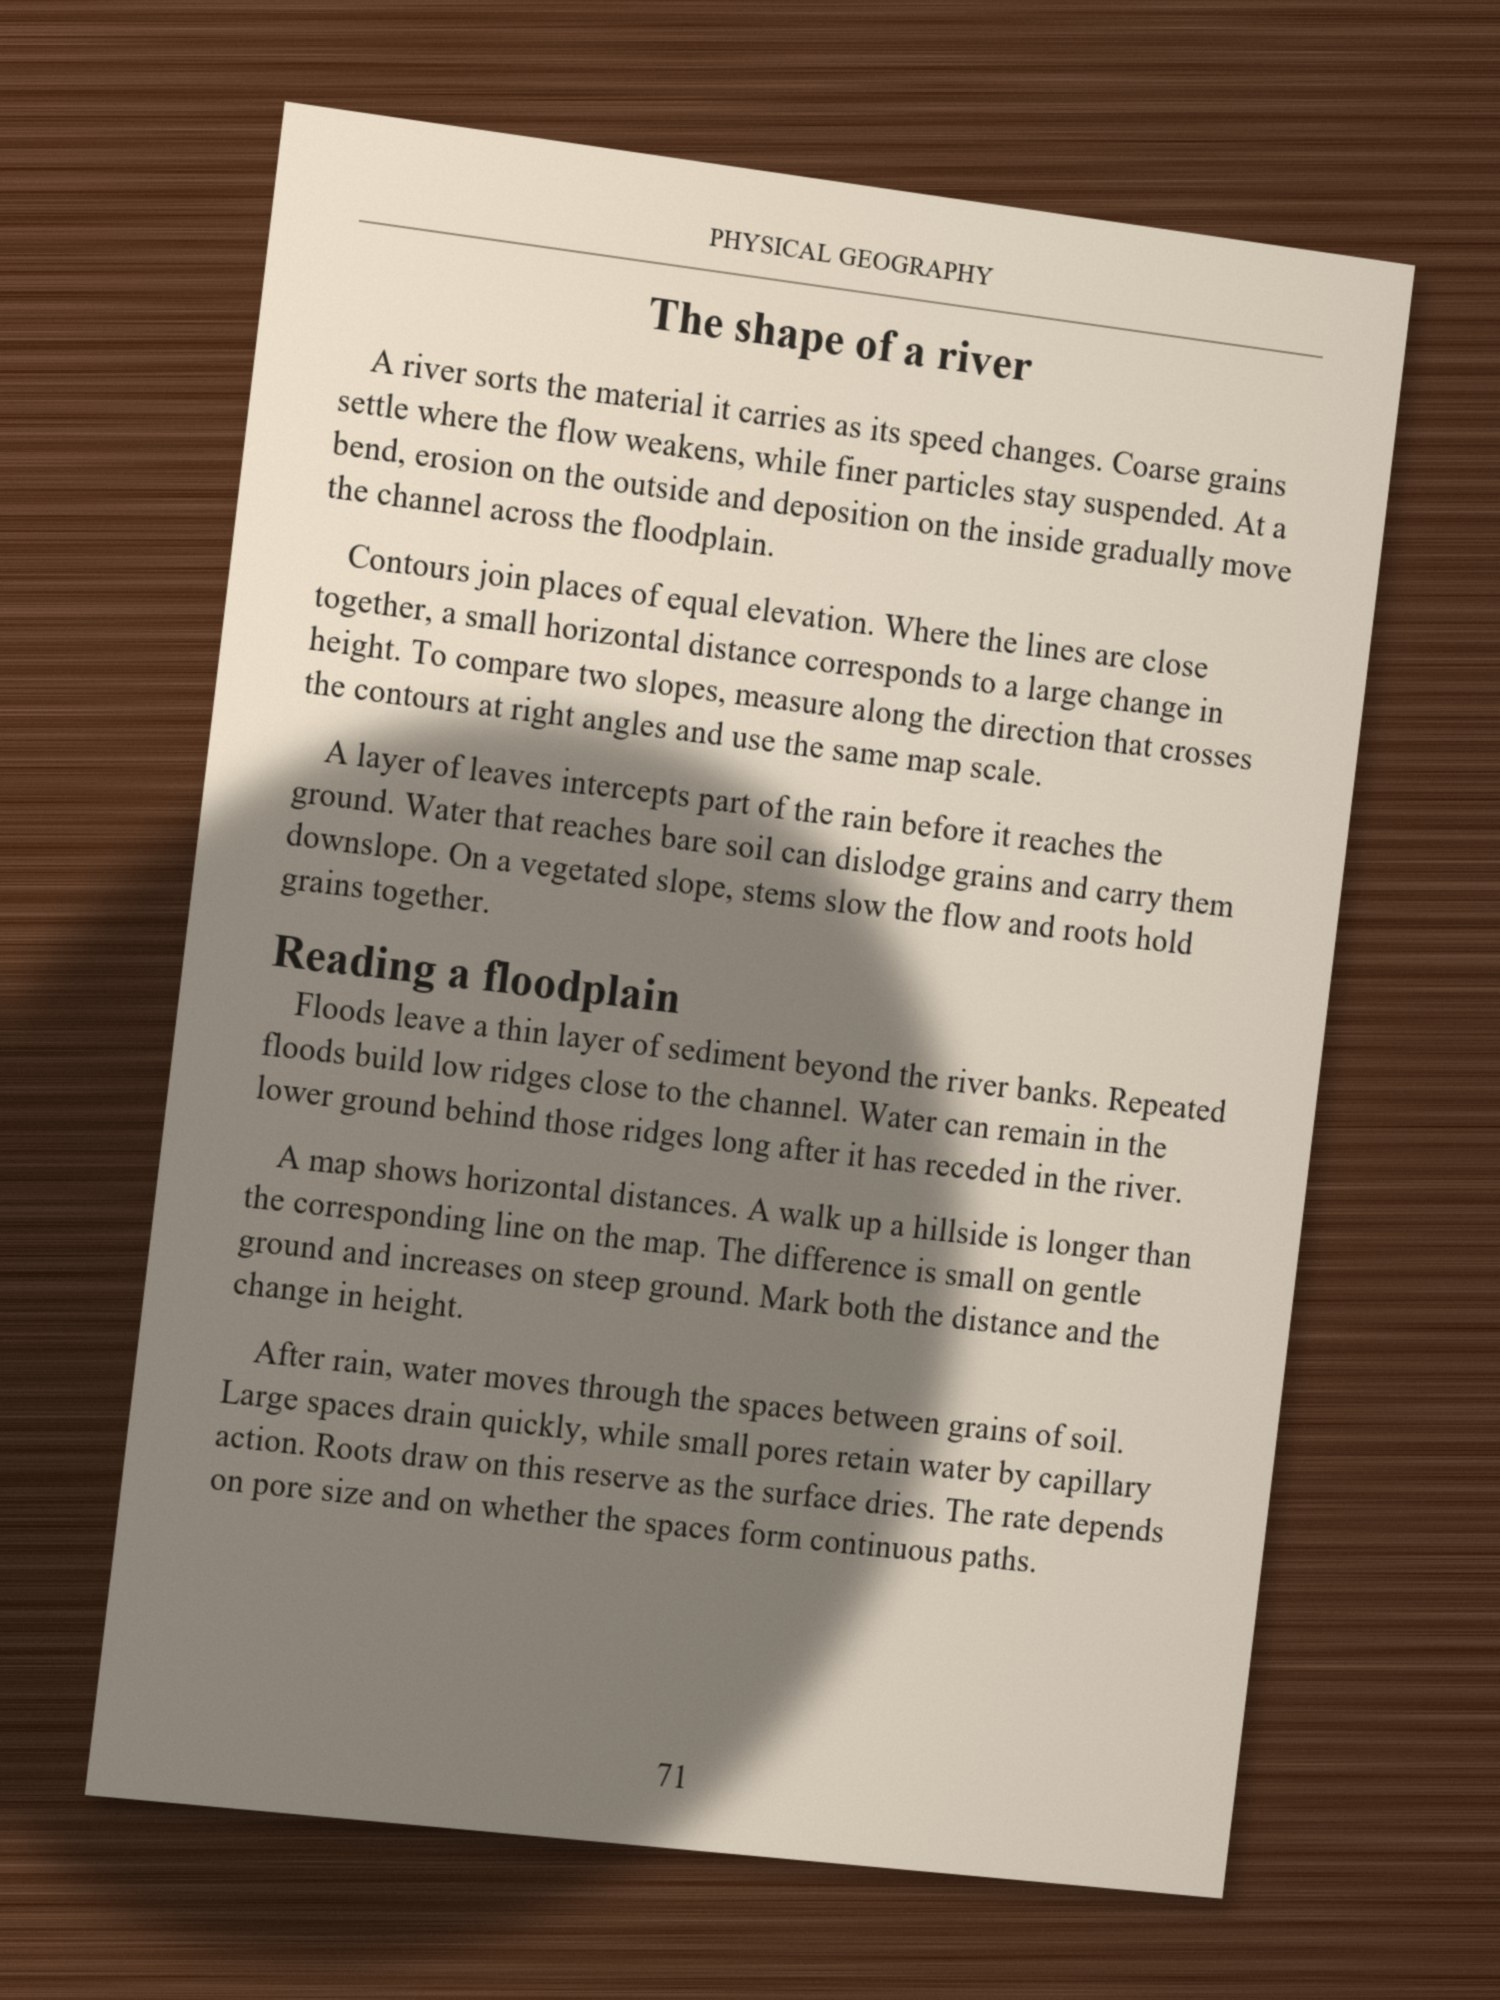 PHYSICAL GEOGRAPHY
The shape of a river
A river sorts the material it carries as its speed changes. Coarse grains
settle where the flow weakens, while finer particles stay suspended. At a
bend, erosion on the outside and deposition on the inside gradually move
the channel across the floodplain.
Contours join places of equal elevation. Where the lines are close
together, a small horizontal distance corresponds to a large change in
height. To compare two slopes, measure along the direction that crosses
the contours at right angles and use the same map scale.
A layer of leaves intercepts part of the rain before it reaches the
ground. Water that reaches bare soil can dislodge grains and carry them
downslope. On a vegetated slope, stems slow the flow and roots hold
grains together.
Reading a floodplain
Floods leave a thin layer of sediment beyond the river banks. Repeated
floods build low ridges close to the channel. Water can remain in the
lower ground behind those ridges long after it has receded in the river.
A map shows horizontal distances. A walk up a hillside is longer than
the corresponding line on the map. The difference is small on gentle
ground and increases on steep ground. Mark both the distance and the
change in height.
After rain, water moves through the spaces between grains of soil.
Large spaces drain quickly, while small pores retain water by capillary
action. Roots draw on this reserve as the surface dries. The rate depends
on pore size and on whether the spaces form continuous paths.
71